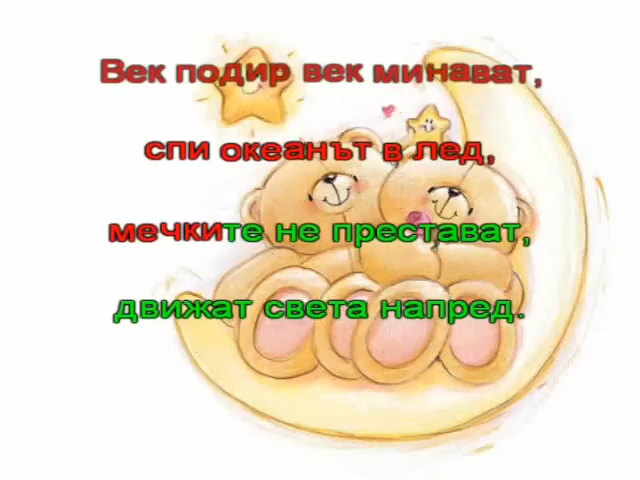 Век подир век минават,
спи океанът в лед,
мечките не престават,
движат света напред.